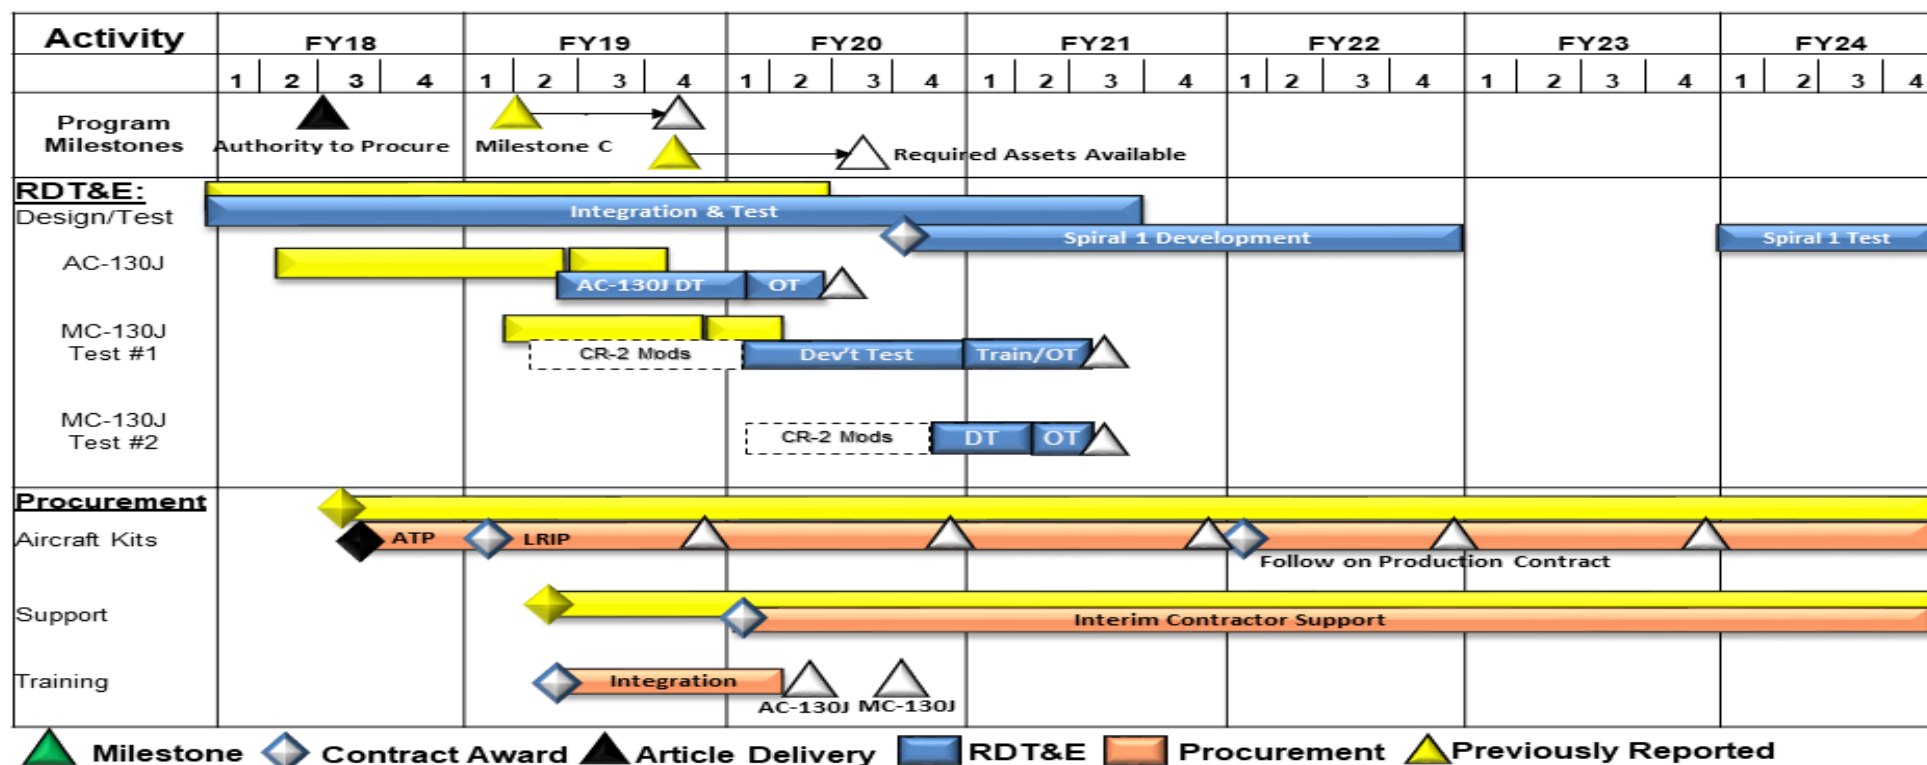 Activity FY18 FY19 FY20 FY21 FY22 FY23 FY24
1 2 3 4 1 2 3 4 1 2 3 4 1 2 3 4 1 2 3 4 1 2 3 4 1 2 3 4
Program
Milestones
Authority to Procure Milestone C
Required Assets Available
RDT&E:
Design/Test
Integration & Test
Spiral 1 Development Spiral 1 Test
AC-130J
AC-130J DT OT
MC-130J
Test #1
CR-2 Mods Dev't Test Train/OT
MC-130J
Test #2
CR-2 Mods DT OT
Procurement
Aircraft Kits ATP LRIP
Follow on Production Contract
Support Interim Contractor Support
Training Integration
AC-130J MC-130J
Milestone Contract Award Article Delivery RDT&E Procurement Previously Reported